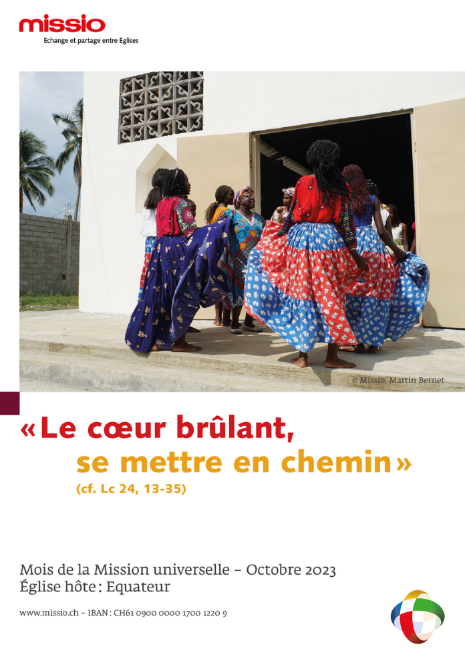 missio
Echange et partage entre Eglises
© Missio, Martin Bernet
«Le cœur brûlant,
se mettre en chemin»
(cf. Lc 24, 13-35)
Mois de la Mission universelle – Octobre 2023
Église hôte : Equateur
www.missio.ch – IBAN : CH61 0900 0000 1700 1220 9